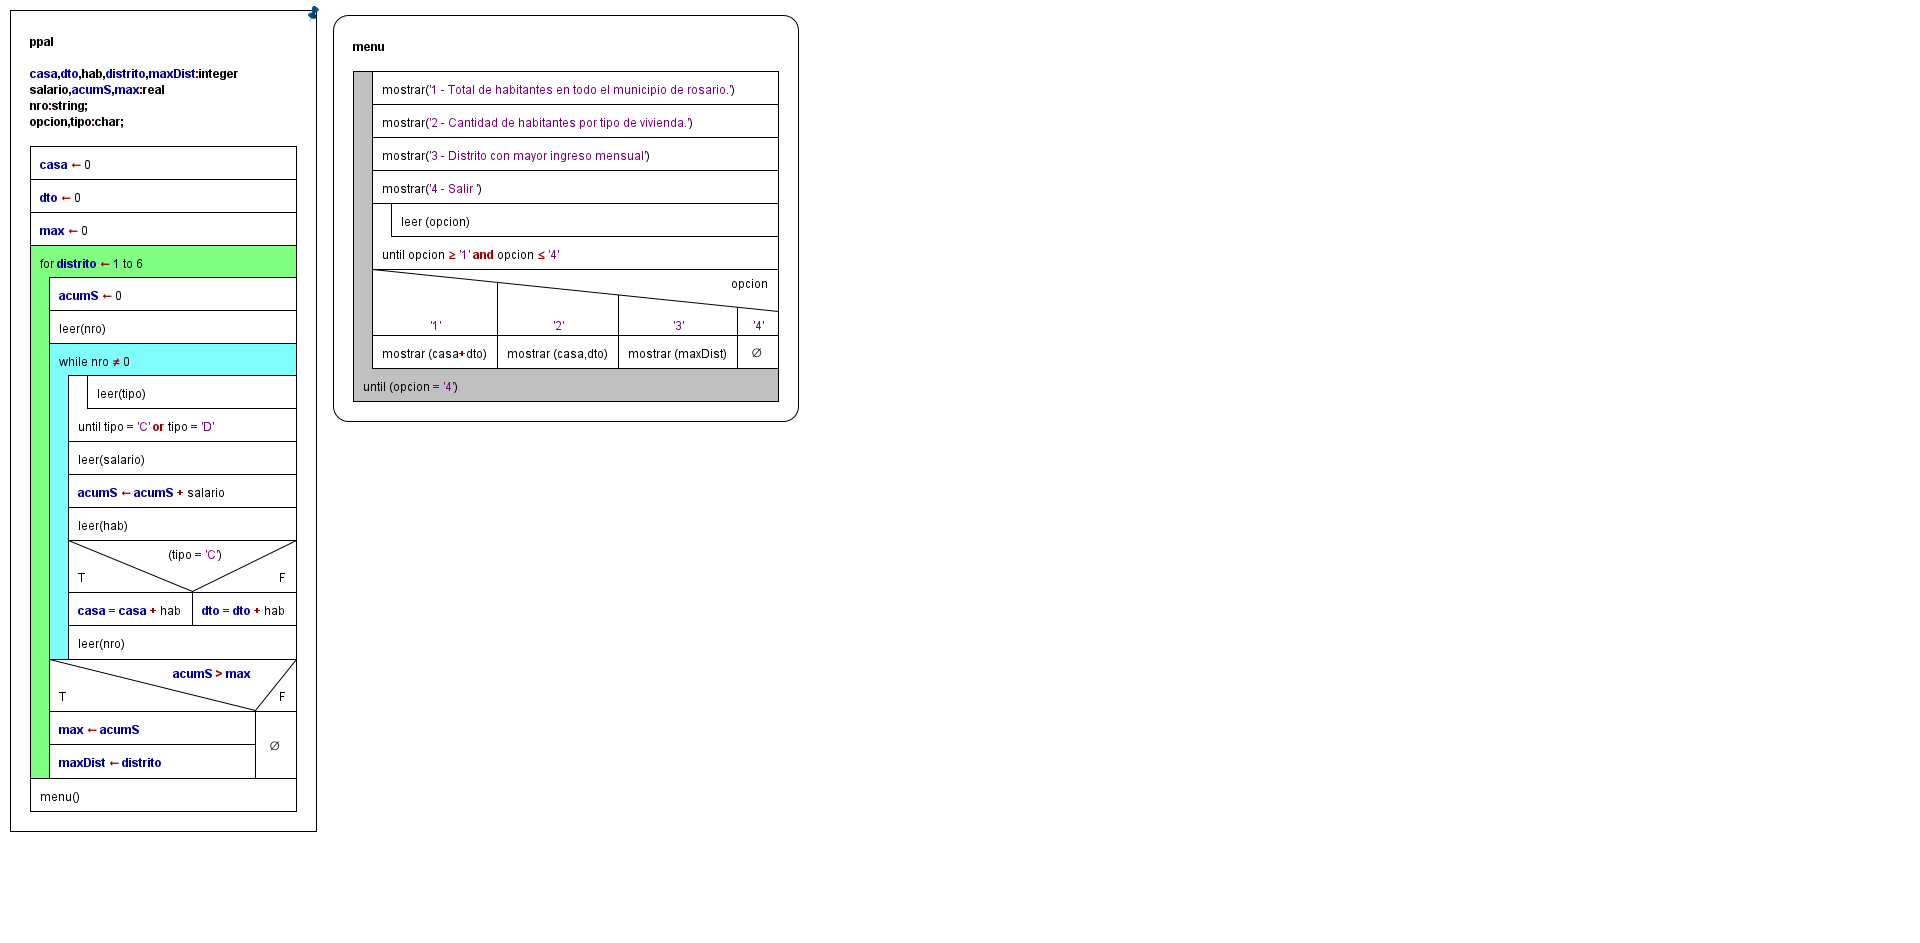 ppal
casa,dto,hab,distrito,maxDist:integer
salario,acumS,max:real
nro:string;
opcion,tipo:char;
casa ← 0
dto ← 0
max ← 0
for distrito ← 1 to 6
acumS ← 0
leer(nro)
while nro ≠ 0
leer(tipo)
until tipo = 'C' or tipo = 'D'
leer(salario)
acumS ← acumS + salario
leer(hab)
(tipo = 'C')
T F
casa = casa + hab dto = dto + hab
leer(nro)
acumS > max
T F
max ← acumS
∅
maxDist ← distrito
menu()
menu
mostrar('1 - Total de habitantes en todo el municipio de rosario.')
mostrar('2 - Cantidad de habitantes por tipo de vivienda.')
mostrar('3 - Distrito con mayor ingreso mensual')
mostrar('4 - Salir ')
leer (opcion)
until opcion ≥ '1' and opcion ≤ '4'
opcion
'1' '2' '3' '4'
mostrar (casa+dto) mostrar (casa,dto) mostrar (maxDist) ∅
until (opcion = '4')